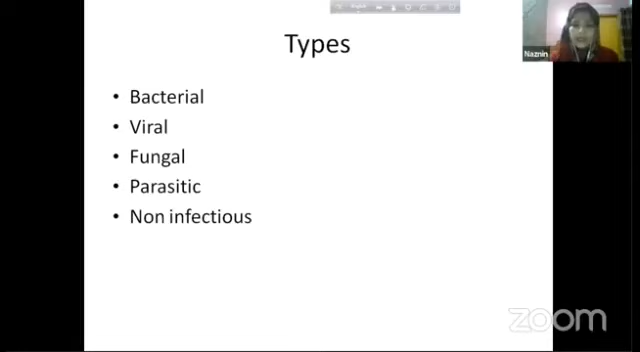 Types
Naznin
• Bacterial
• Viral
• Fungal
• Parasitic
• Non infectious
zoom